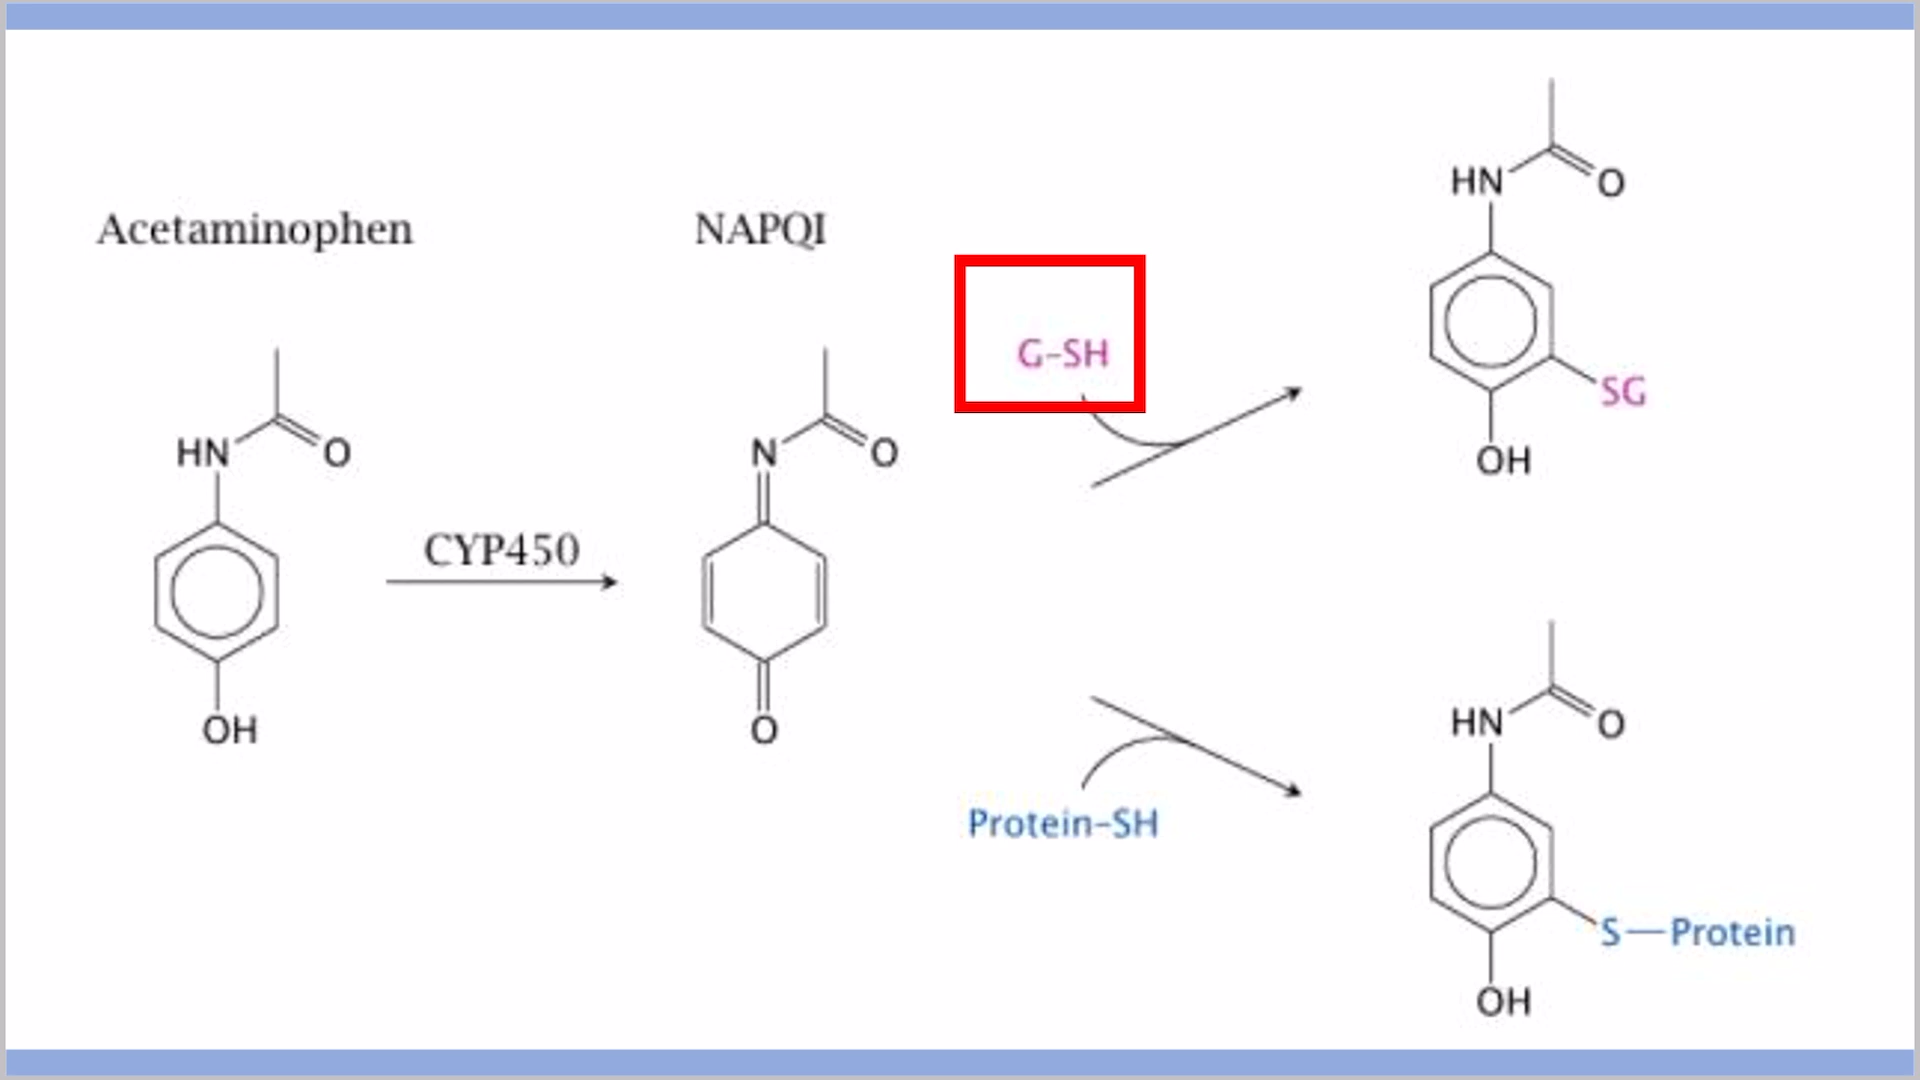 Acetaminophen
NAPQI
HN
O
G-SH
SG
OH
HN
O
CYP450
OH
N
O
O
Protein-SH
HN
O
S—Protein
OH